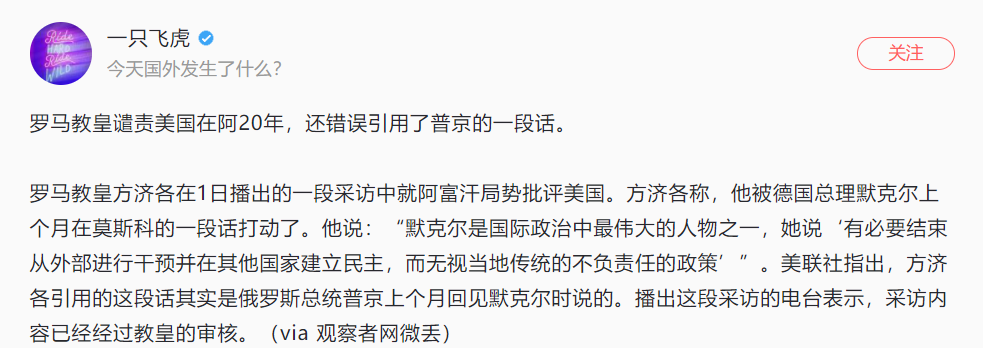 Ride
HARD
Ride
WILD
一只飞虎
今天国外发生了什么？
关注
罗马教皇谴责美国在阿20年，还错误引用了普京的一段话。
罗马教皇方济各在1日播出的一段采访中就阿富汗局势批评美国。方济各称，他被德国总理默克尔上
个月在莫斯科的一段话打动了。他说：“默克尔是国际政治中最伟大的人物之一，她说‘有必要结束
从外部进行干预并在其他国家建立民主，而无视当地传统的不负责任的政策’”。美联社指出，方济
各引用的这段话其实是俄罗斯总统普京上个月回见默克尔时说的。播出这段采访的电台表示，采访内
容已经经过教皇的审核。（via 观察者网微丢）